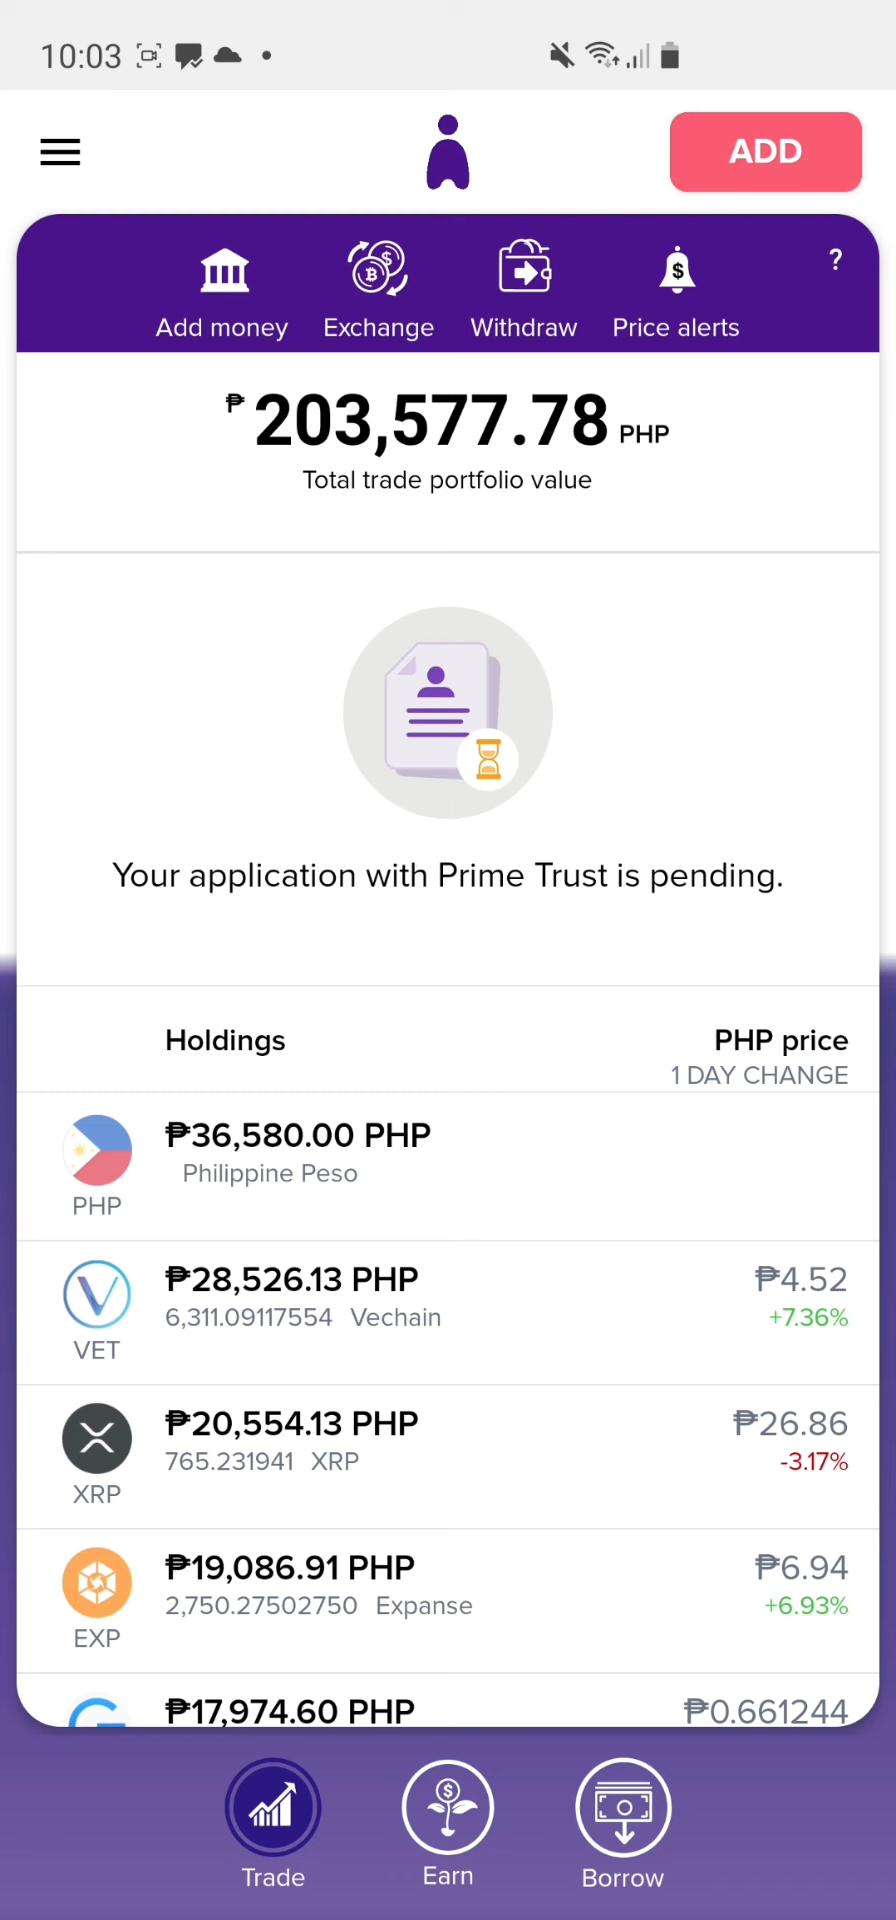 10:03
ADD
Add money Exchange Withdraw Price alerts ?
₱203,577.78 PHP
Total trade portfolio value
Your application with Prime Trust is pending.
Holdings PHP price
1 DAY CHANGE
₱36,580.00 PHP
Philippine Peso
PHP
₱28,526.13 PHP ₱4.52
6,311.09117554 Vechain +7.36%
VET
₱20,554.13 PHP ₱26.86
765.231941 XRP -3.17%
XRP
₱19,086.91 PHP ₱6.94
2,750.27502750 Expanse +6.93%
EXP
₱17,974.60 PHP ₱0.661244
Trade Earn Borrow